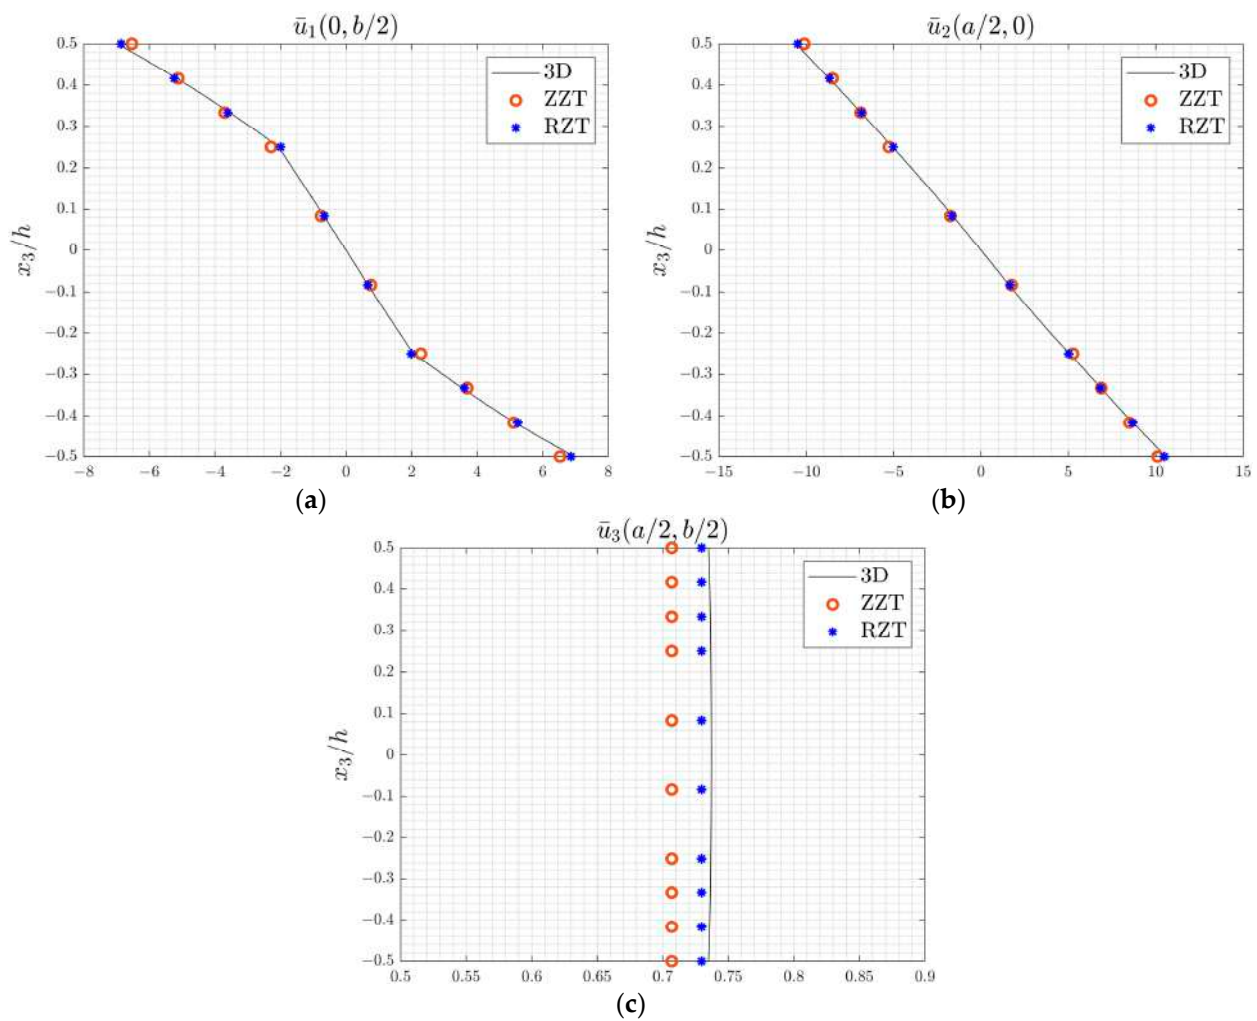 ū₁(0, b/2)
0.5
0.4
0.3
0.2
0.1
0
−0.1
−0.2
−0.3
−0.4
−0.5
x₃/h
−8 −6 −4 −2 0 2 4 6 8
3D
ZZT
RZT
(a)
ū₂(a/2, 0)
0.5
0.4
0.3
0.2
0.1
0
−0.1
−0.2
−0.3
−0.4
−0.5
x₃/h
−15 −10 −5 0 5 10 15
3D
ZZT
RZT
(b)
ū₃(a/2, b/2)
0.5
0.4
0.3
0.2
0.1
0
−0.1
−0.2
−0.3
−0.4
−0.5
x₃/h
0.5 0.55 0.6 0.65 0.7 0.75 0.8 0.85 0.9
3D
ZZT
RZT
(c)